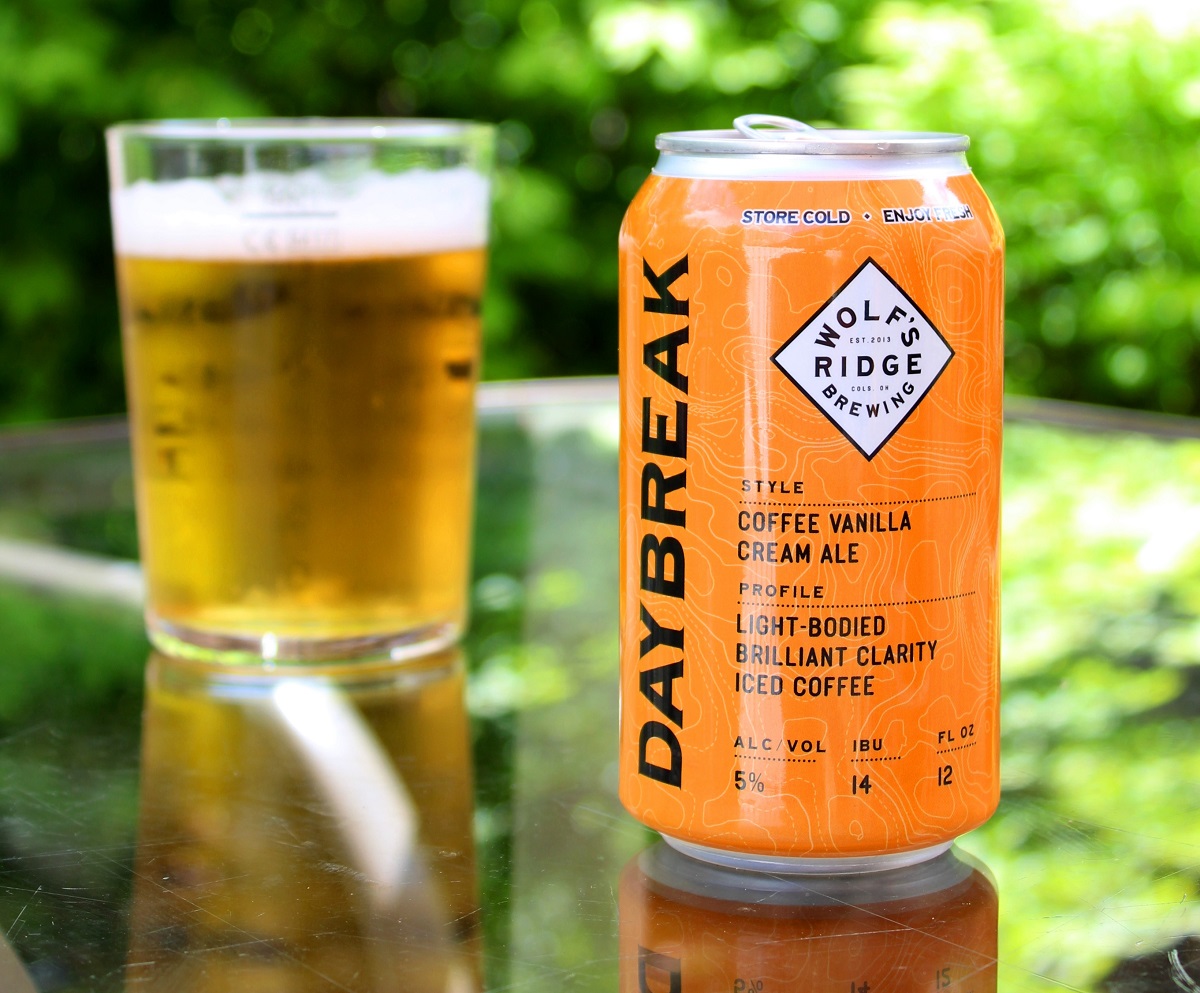 STORE COLD • ENJOY FRESH
DAYBREAK
WOLF'S
EST. 2013
RIDGE
COLS. OH
BREWING
STYLE
COFFEE VANILLA
CREAM ALE
PROFILE
LIGHT-BODIED
BRILLIANT CLARITY
ICED COFFEE
ALC/VOL IBU FL OZ
5% 14 12